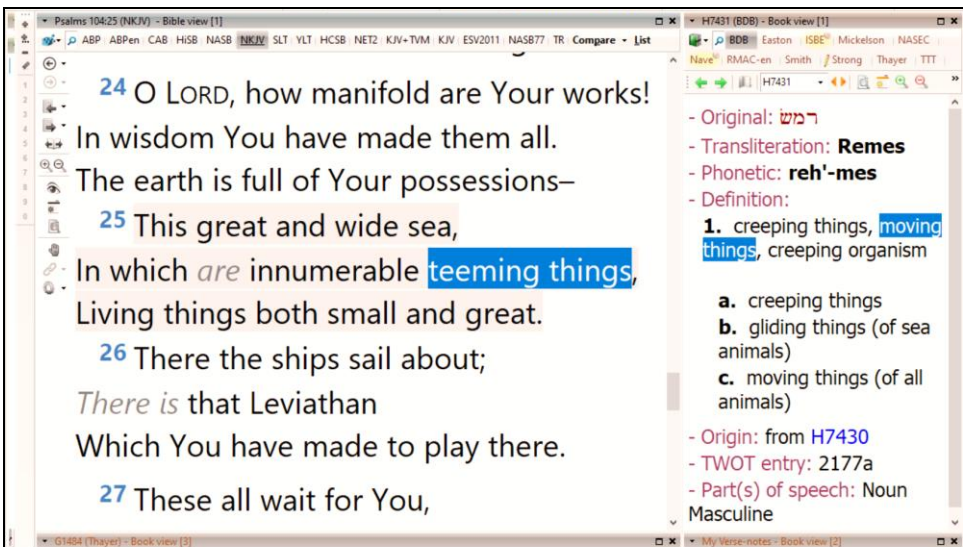 Psalms 104:25 (NKJV) - Bible view [1]
ABP ABPen CAB HiSB NASB NKJV SLT YLT HCSB NET2 KJV+TVM KJV ESV2011 NASB77 TR Compare List
24 O LORD, how manifold are Your works!
In wisdom You have made them all.
The earth is full of Your possessions–
25 This great and wide sea,
In which are innumerable teeming things,
Living things both small and great.
26 There the ships sail about;
There is that Leviathan
Which You have made to play there.
27 These all wait for You,
G1484 (Thayer) - Book view [3]
H7431 (BDB) - Book view [1]
BDB Easton ISBE Mickelson NASEC
Nave RMAC-en Smith Strong Thayer TTT
H7431 »
- Original: רמשׂ
- Transliteration: Remes
- Phonetic: reh'-mes
- Definition:
1. creeping things, moving
things, creeping organism
a. creeping things
b. gliding things (of sea
animals)
c. moving things (of all
animals)
- Origin: from H7430
- TWOT entry: 2177a
- Part(s) of speech: Noun
Masculine
My Verse-notes - Book view [2]